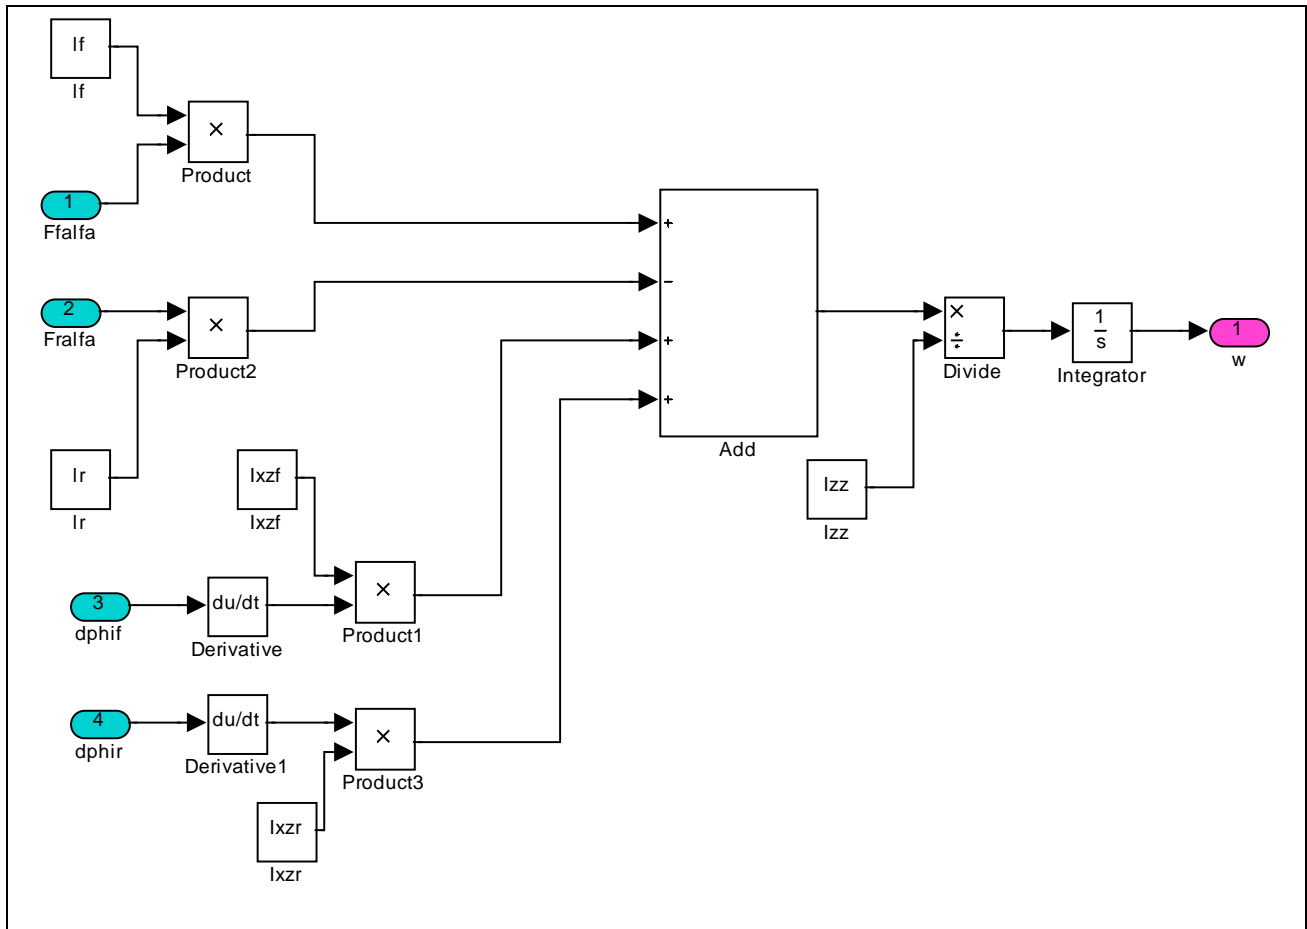 If
If
×
Product
1
Ffalfa
2
Fralfa
×
Product2
+
−
+
+
Add
×
÷
Divide
1
s
Integrator
1
w
Ir
Ir
Ixzf
Ixzf
Izz
Izz
3
dphif
du/dt
Derivative
×
Product1
4
dphir
du/dt
Derivative1
×
Product3
Ixzr
Ixzr